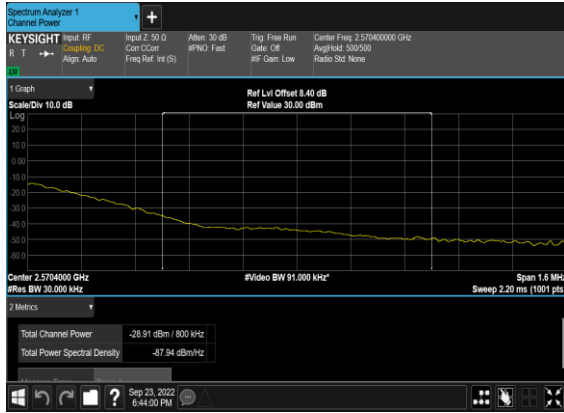 Spectrum Analyzer 1
Channel Power
+
KEYSIGHT Input: RF Input Z: 50 Ω Atten: 30 dB Trig: Free Run Center Freq: 2.570400000 GHz
R T Coupling: DC Corr CCorr #PNO: Fast Gate: Off Avg|Hold: 500/500
Align: Auto Freq Ref: Int (S) #IF Gain: Low Radio Std: None
LXI
1 Graph
Ref Lvl Offset 8.40 dB
Scale/Div 10.0 dB Ref Value 30.00 dBm
Log
20.0
10.0
0.00
-10.0
-20.0
-30.0
-40.0
-50.0
-60.0
Center 2.5704000 GHz #Video BW 91.000 kHz* Span 1.6 MHz
#Res BW 30.000 kHz Sweep 2.20 ms (1001 pts)
2 Metrics
Total Channel Power -28.91 dBm / 800 kHz
Total Power Spectral Density -87.94 dBm/Hz
?
Sep 23, 2022
6:44:00 PM